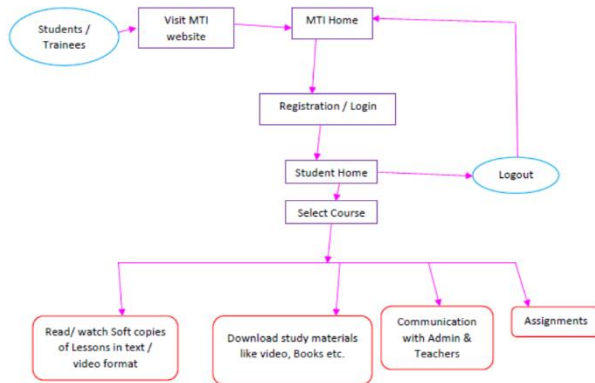 Students /
Trainees
Visit MTI
website
MTI Home
Registration / Login
Student Home
Logout
Select Course
Read/ watch Soft copies
of Lessons in text /
video format
Download study materials
like video, Books etc.
Communication
with Admin &
Teachers
Assignments